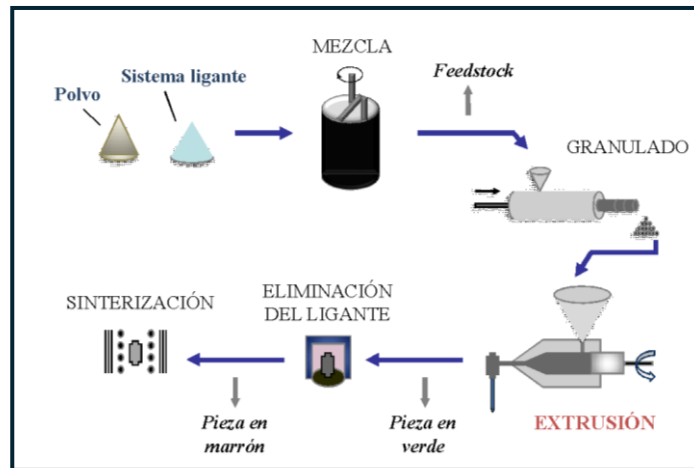 MEZCLA
Sistema ligante
Polvo
Feedstock
GRANULADO
EXTRUSIÓN
ELIMINACIÓN
DEL LIGANTE
SINTERIZACIÓN
Pieza en
verde
Pieza en
marrón